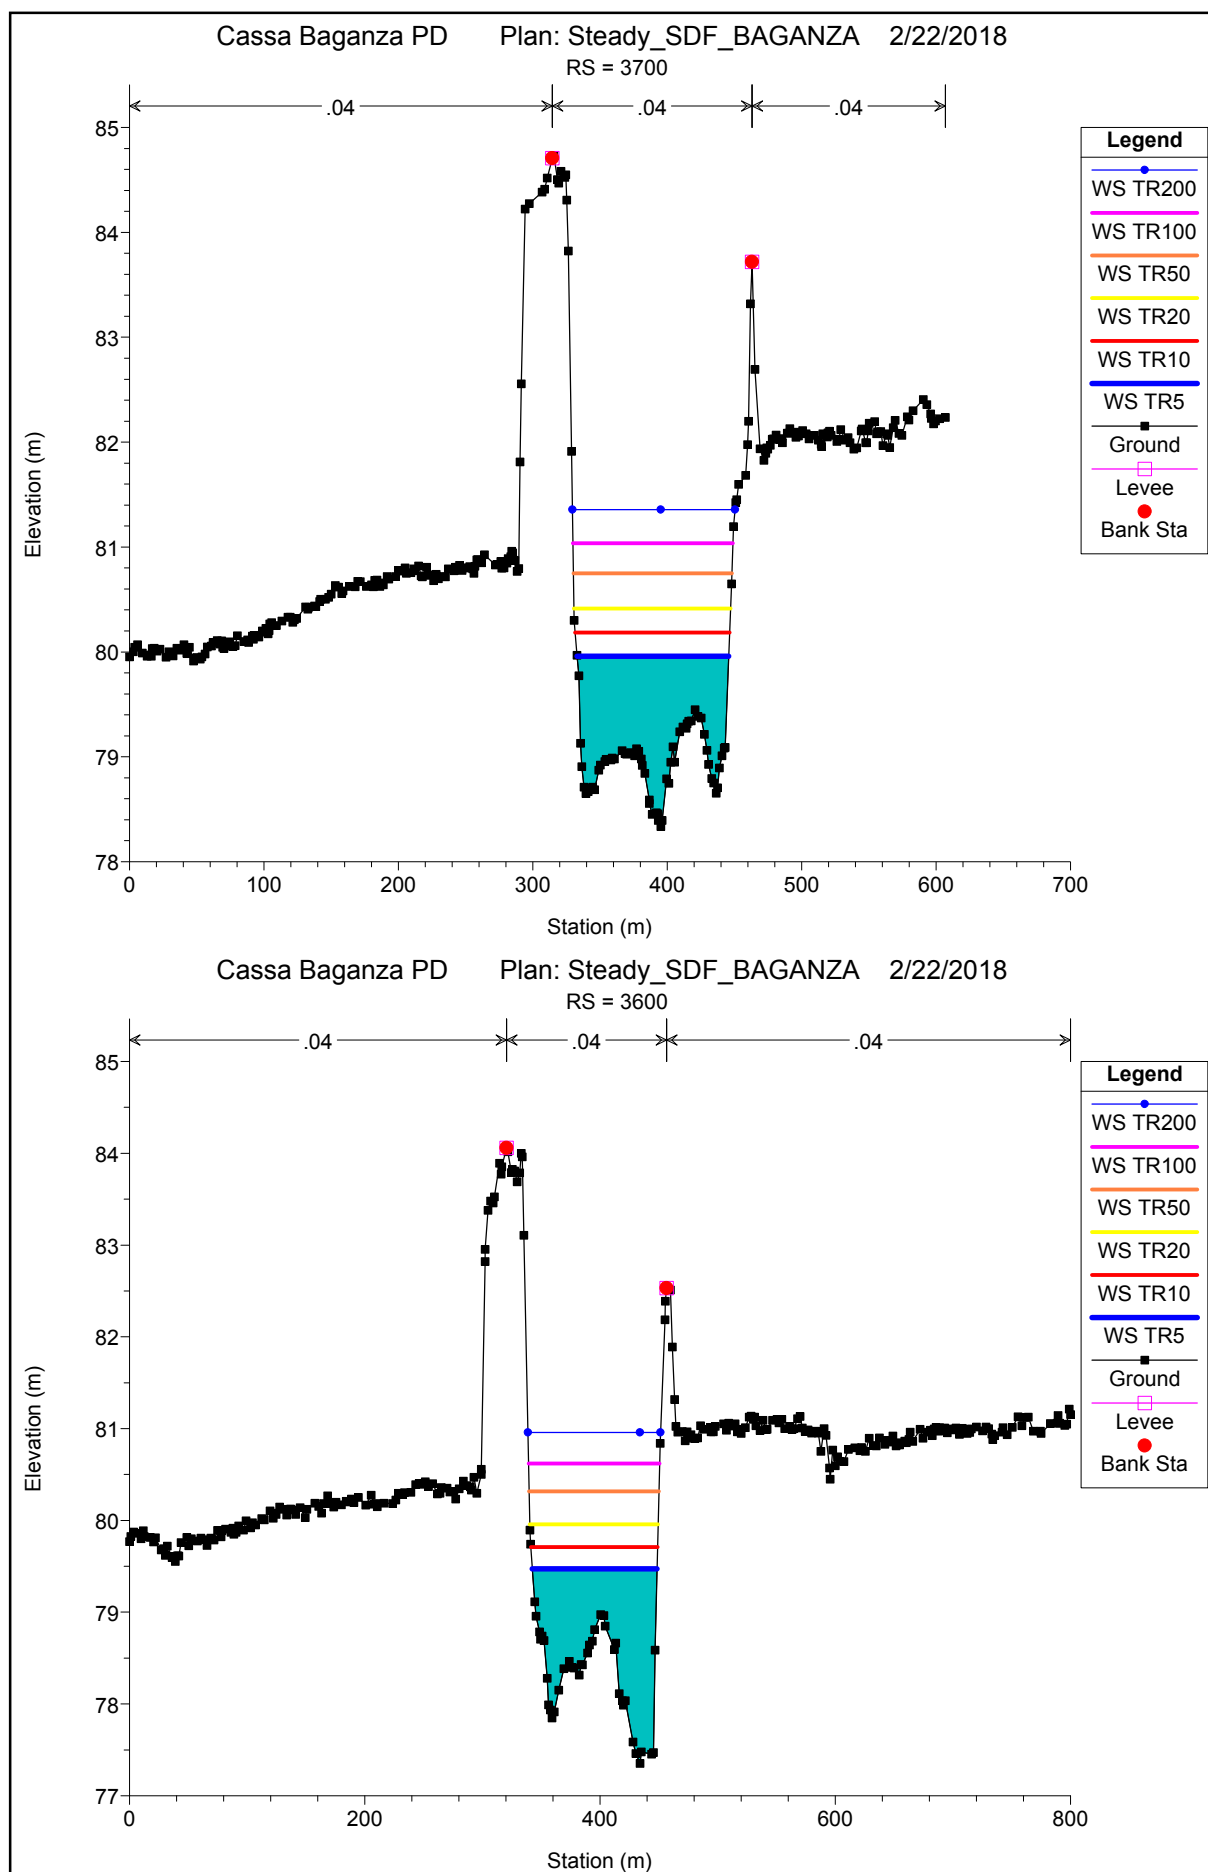 Cassa Baganza PD Plan: Steady_SDF_BAGANZA 2/22/2018
RS = 3700
.04 .04 .04
85
84
83
82
81
80
79
78
Elevation (m)
0 100 200 300 400 500 600 700
Station (m)
Legend
WS TR200
WS TR100
WS TR50
WS TR20
WS TR10
WS TR5
Ground
Levee
Bank Sta
Cassa Baganza PD Plan: Steady_SDF_BAGANZA 2/22/2018
RS = 3600
.04 .04 .04
85
84
83
82
81
80
79
78
77
Elevation (m)
0 200 400 600 800
Station (m)
Legend
WS TR200
WS TR100
WS TR50
WS TR20
WS TR10
WS TR5
Ground
Levee
Bank Sta